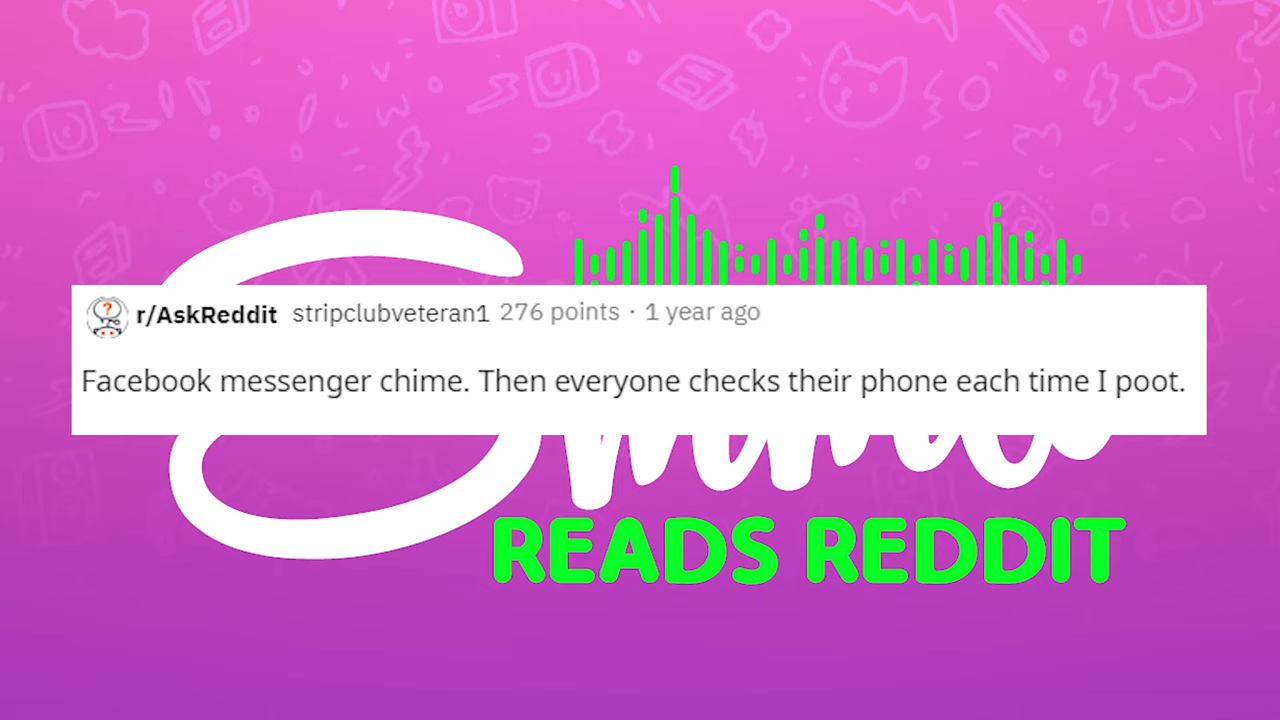 r/AskReddit stripclubveteran1 276 points · 1 year ago
Facebook messenger chime. Then everyone checks their phone each time I poot.
READS REDDIT